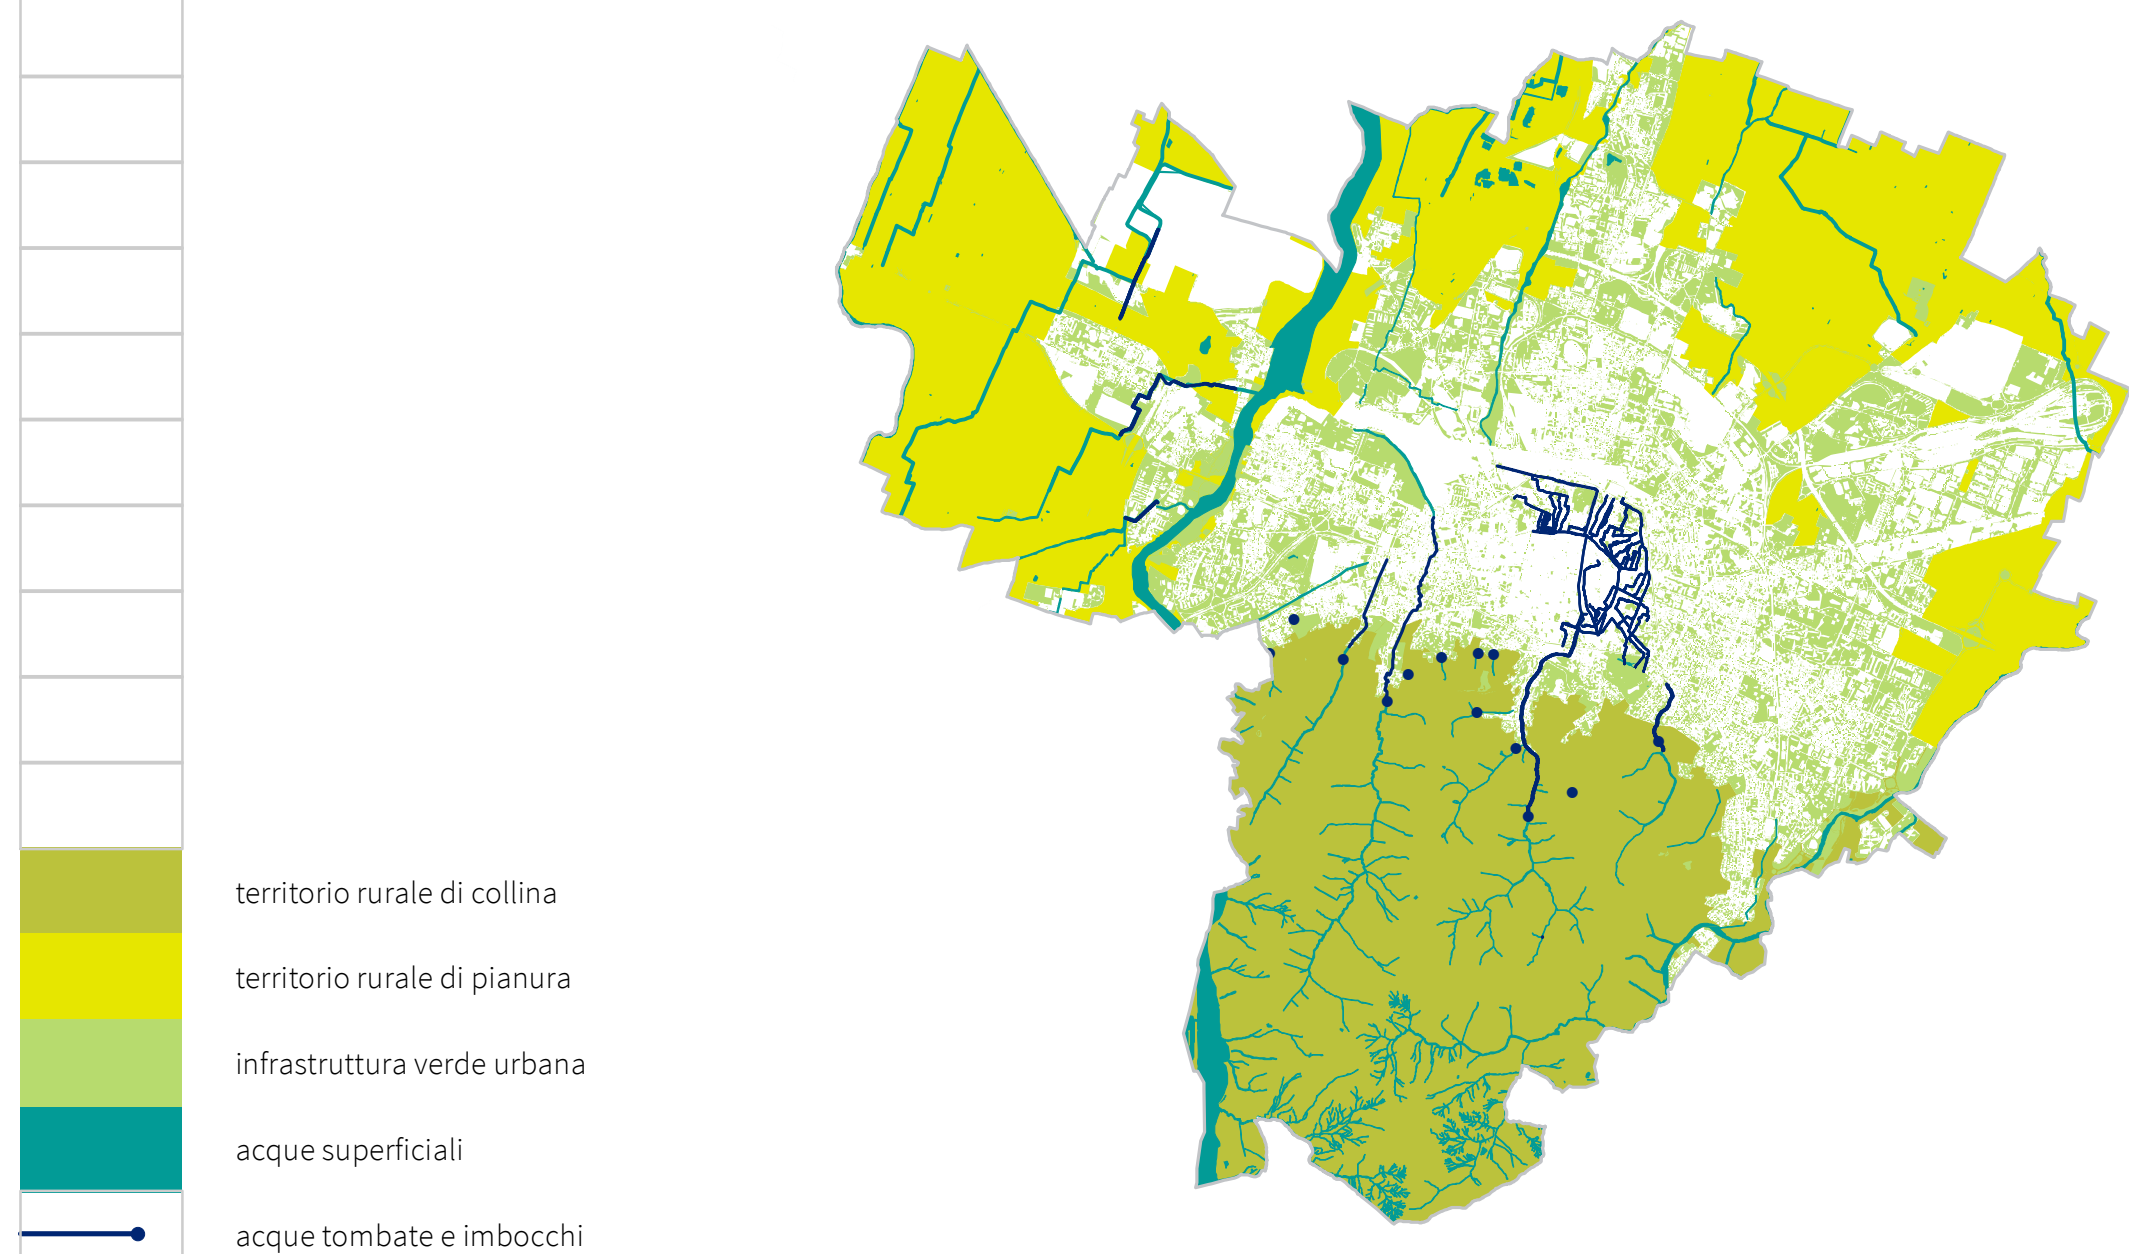 territorio rurale di collina
territorio rurale di pianura
infrastruttura verde urbana
acque superficiali
acque tombate e imbocchi